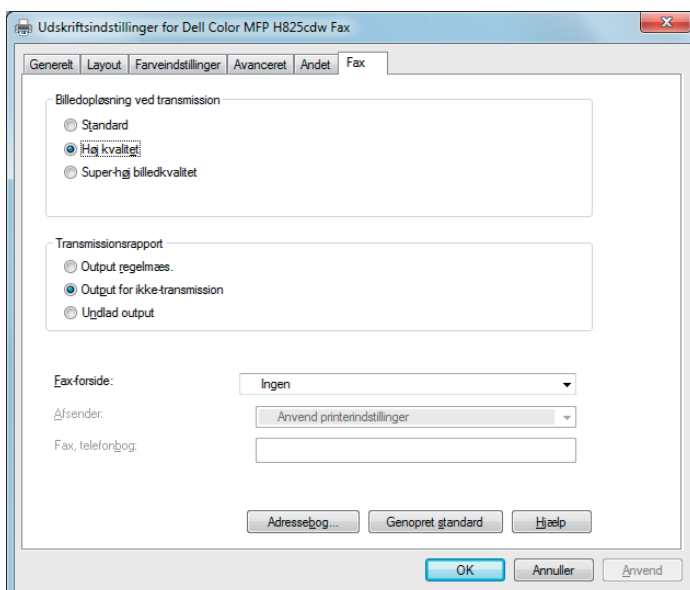 Udskriftsindstillinger for Dell Color MFP H825cdw Fax
Generelt Layout Farveindstillinger Avanceret Andet Fax
Billedopløsning ved transmission
Standard
Høj kvalitet
Super-høj billedkvalitet
Transmissionsrapport
Output regelmæs.
Output for ikke-transmission
Undlad output
Fax-forside: Ingen
Afsender: Anvend printerindstillinger
Fax, telefonbog:
Adressebog... Genopret standard Hjælp
OK Annuller Anvend